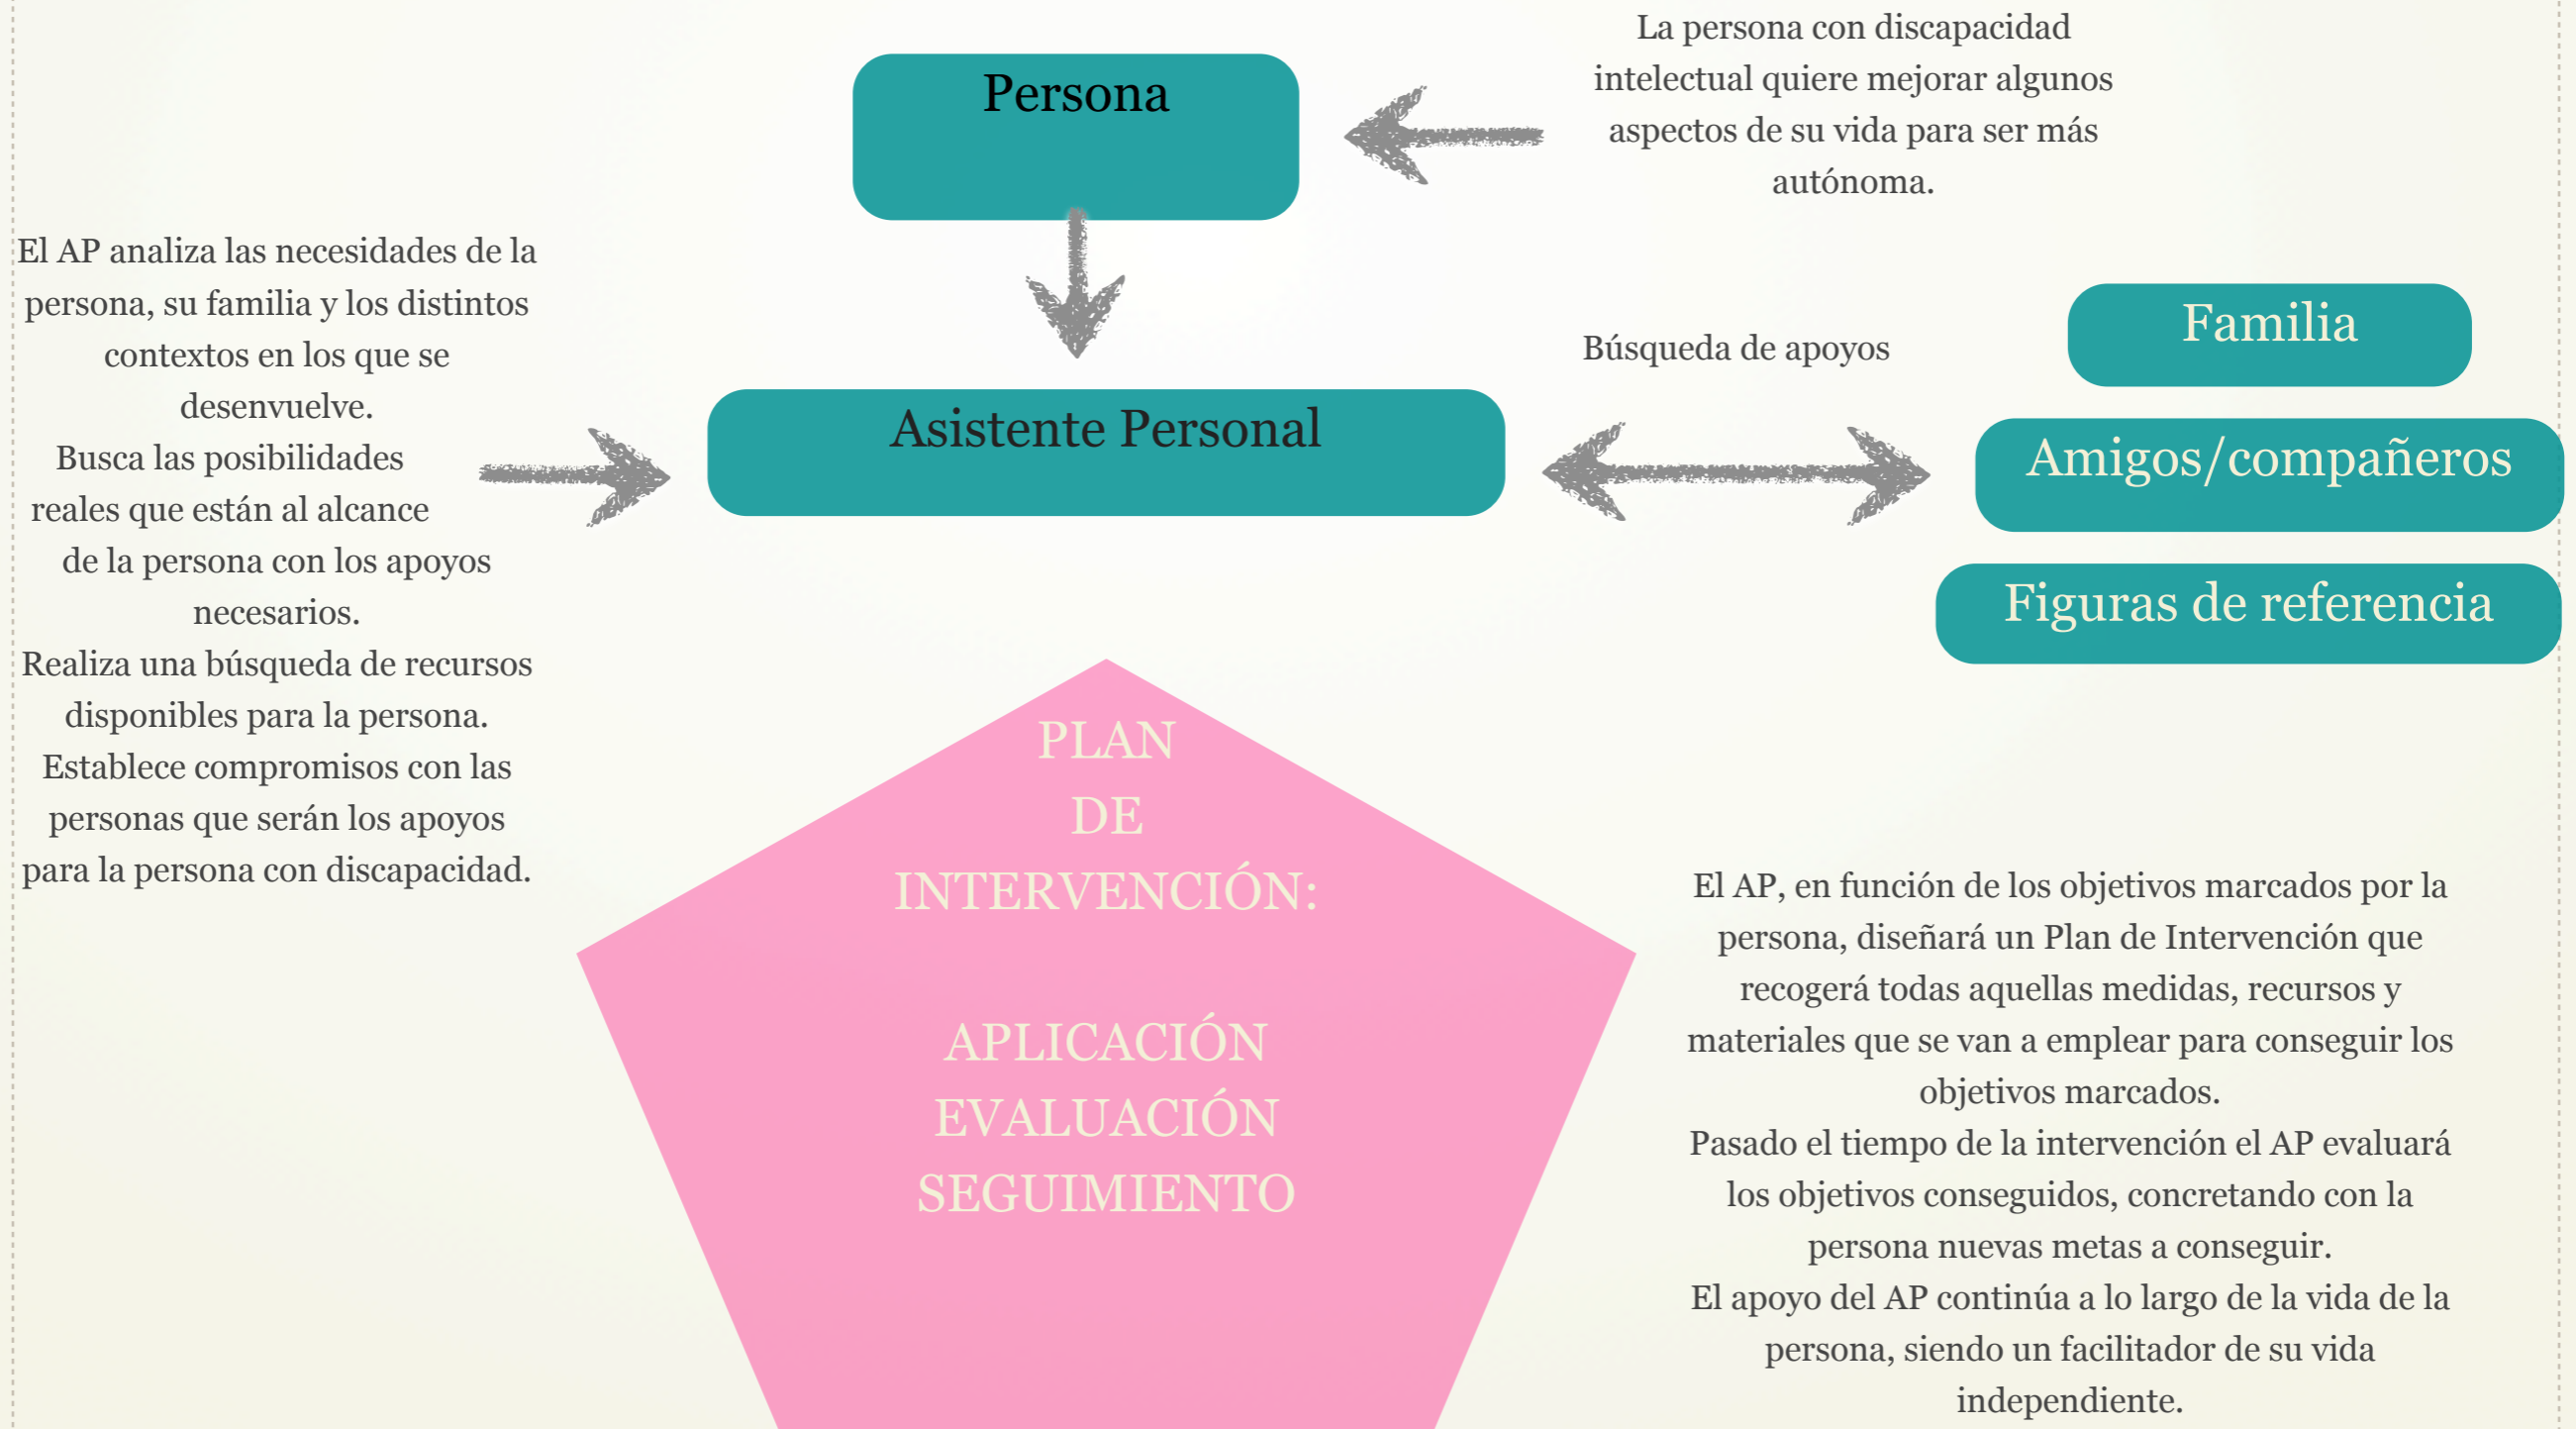 La persona con discapacidad
intelectual quiere mejorar algunos
aspectos de su vida para ser más
autónoma.
Persona
El AP analiza las necesidades de la
persona, su familia y los distintos
contextos en los que se
desenvuelve.
Busca las posibilidades
reales que están al alcance
de la persona con los apoyos
necesarios.
Realiza una búsqueda de recursos
disponibles para la persona.
Establece compromisos con las
personas que serán los apoyos
para la persona con discapacidad.
Asistente Personal
Búsqueda de apoyos
Familia
Amigos/compañeros
Figuras de referencia
PLAN
DE
INTERVENCIÓN:
APLICACIÓN
EVALUACIÓN
SEGUIMIENTO
El AP, en función de los objetivos marcados por la
persona, diseñará un Plan de Intervención que
recogerá todas aquellas medidas, recursos y
materiales que se van a emplear para conseguir los
objetivos marcados.
Pasado el tiempo de la intervención el AP evaluará
los objetivos conseguidos, concretando con la
persona nuevas metas a conseguir.
El apoyo del AP continúa a lo largo de la vida de la
persona, siendo un facilitador de su vida
independiente.